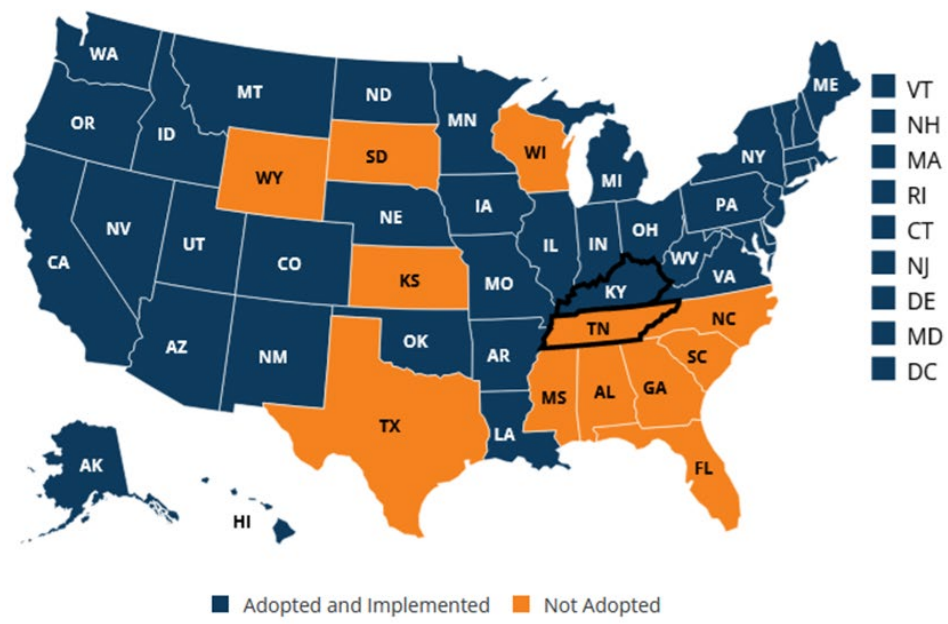 WA
MT
ND
MN
ME
VT
OR
ID
NH
WY
SD
WI
NY
MA
MI
RI
NE
IA
PA
NV
CT
UT
IL
IN
OH
CA
CO
WV
NJ
KS
MO
VA
KY
DE
NC
TN
MD
AZ
NM
OK
AR
SC
DC
MS
AL
GA
TX
LA
AK
FL
HI
Adopted and Implemented Not Adopted